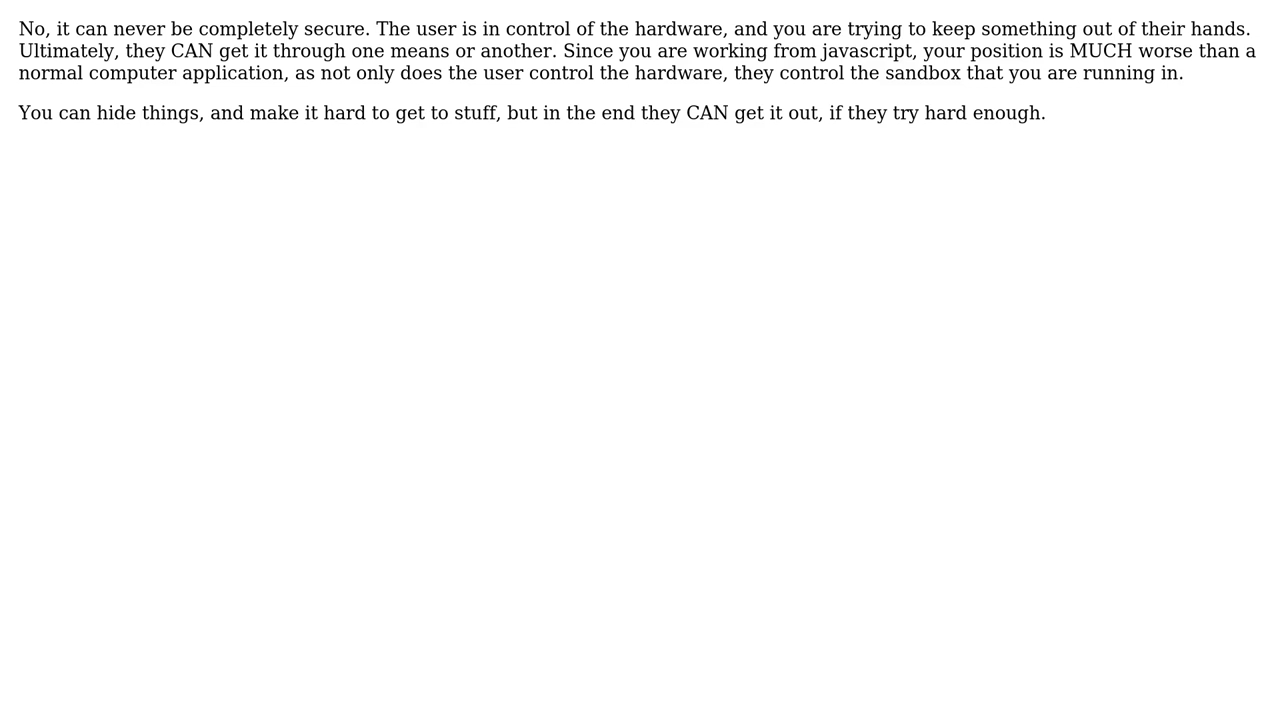 No, it can never be completely secure. The user is in control of the hardware, and you are trying to keep something out of their hands.
Ultimately, they CAN get it through one means or another. Since you are working from javascript, your position is MUCH worse than a
normal computer application, as not only does the user control the hardware, they control the sandbox that you are running in.
You can hide things, and make it hard to get to stuff, but in the end they CAN get it out, if they try hard enough.